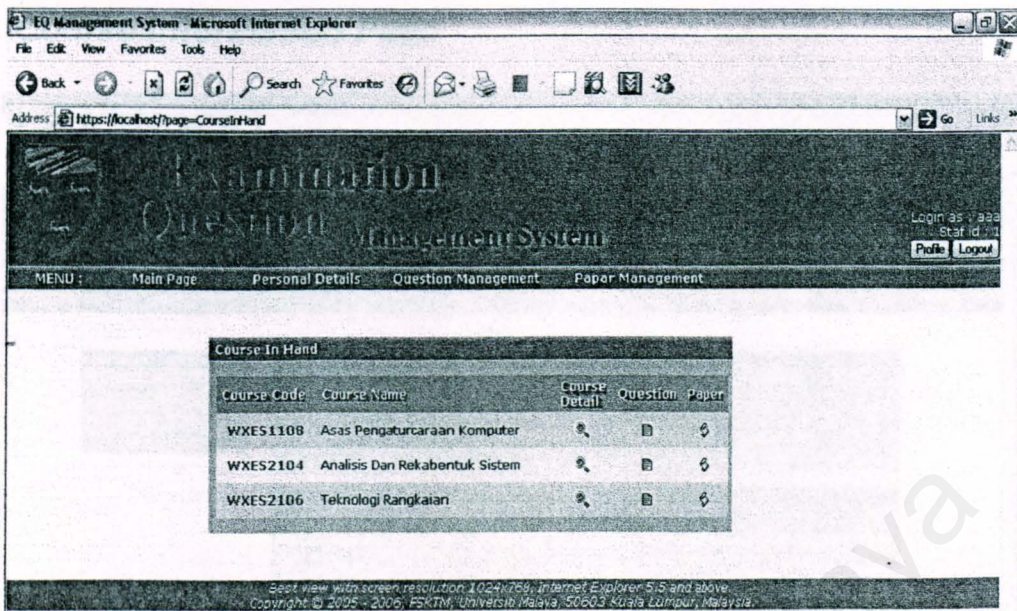 EQ Management System - Microsoft Internet Explorer
File Edit View Favorites Tools Help
Back Search Favorites
Address https://localhost/?page=CourseInHand Go Links »
Examination
Question Management System
Login as : aaa
Staf id : 1
Profile Logout
MENU : Main Page Personal Details Question Management Papar Management
Course In Hand
Course Code Course Name Course Detail Question Paper
WXES1108 Asas Pengaturcaraan Komputer
WXES2104 Analisis Dan Rekabentuk Sistem
WXES2106 Teknologi Rangkaian
Best view with screen resolution 1024x768, Internet Explorer 5.5 and above
Copyright © 2005 - 2006, FSKTM, Universiti Malaya, 50603 Kuala Lumpur, Malaysia.